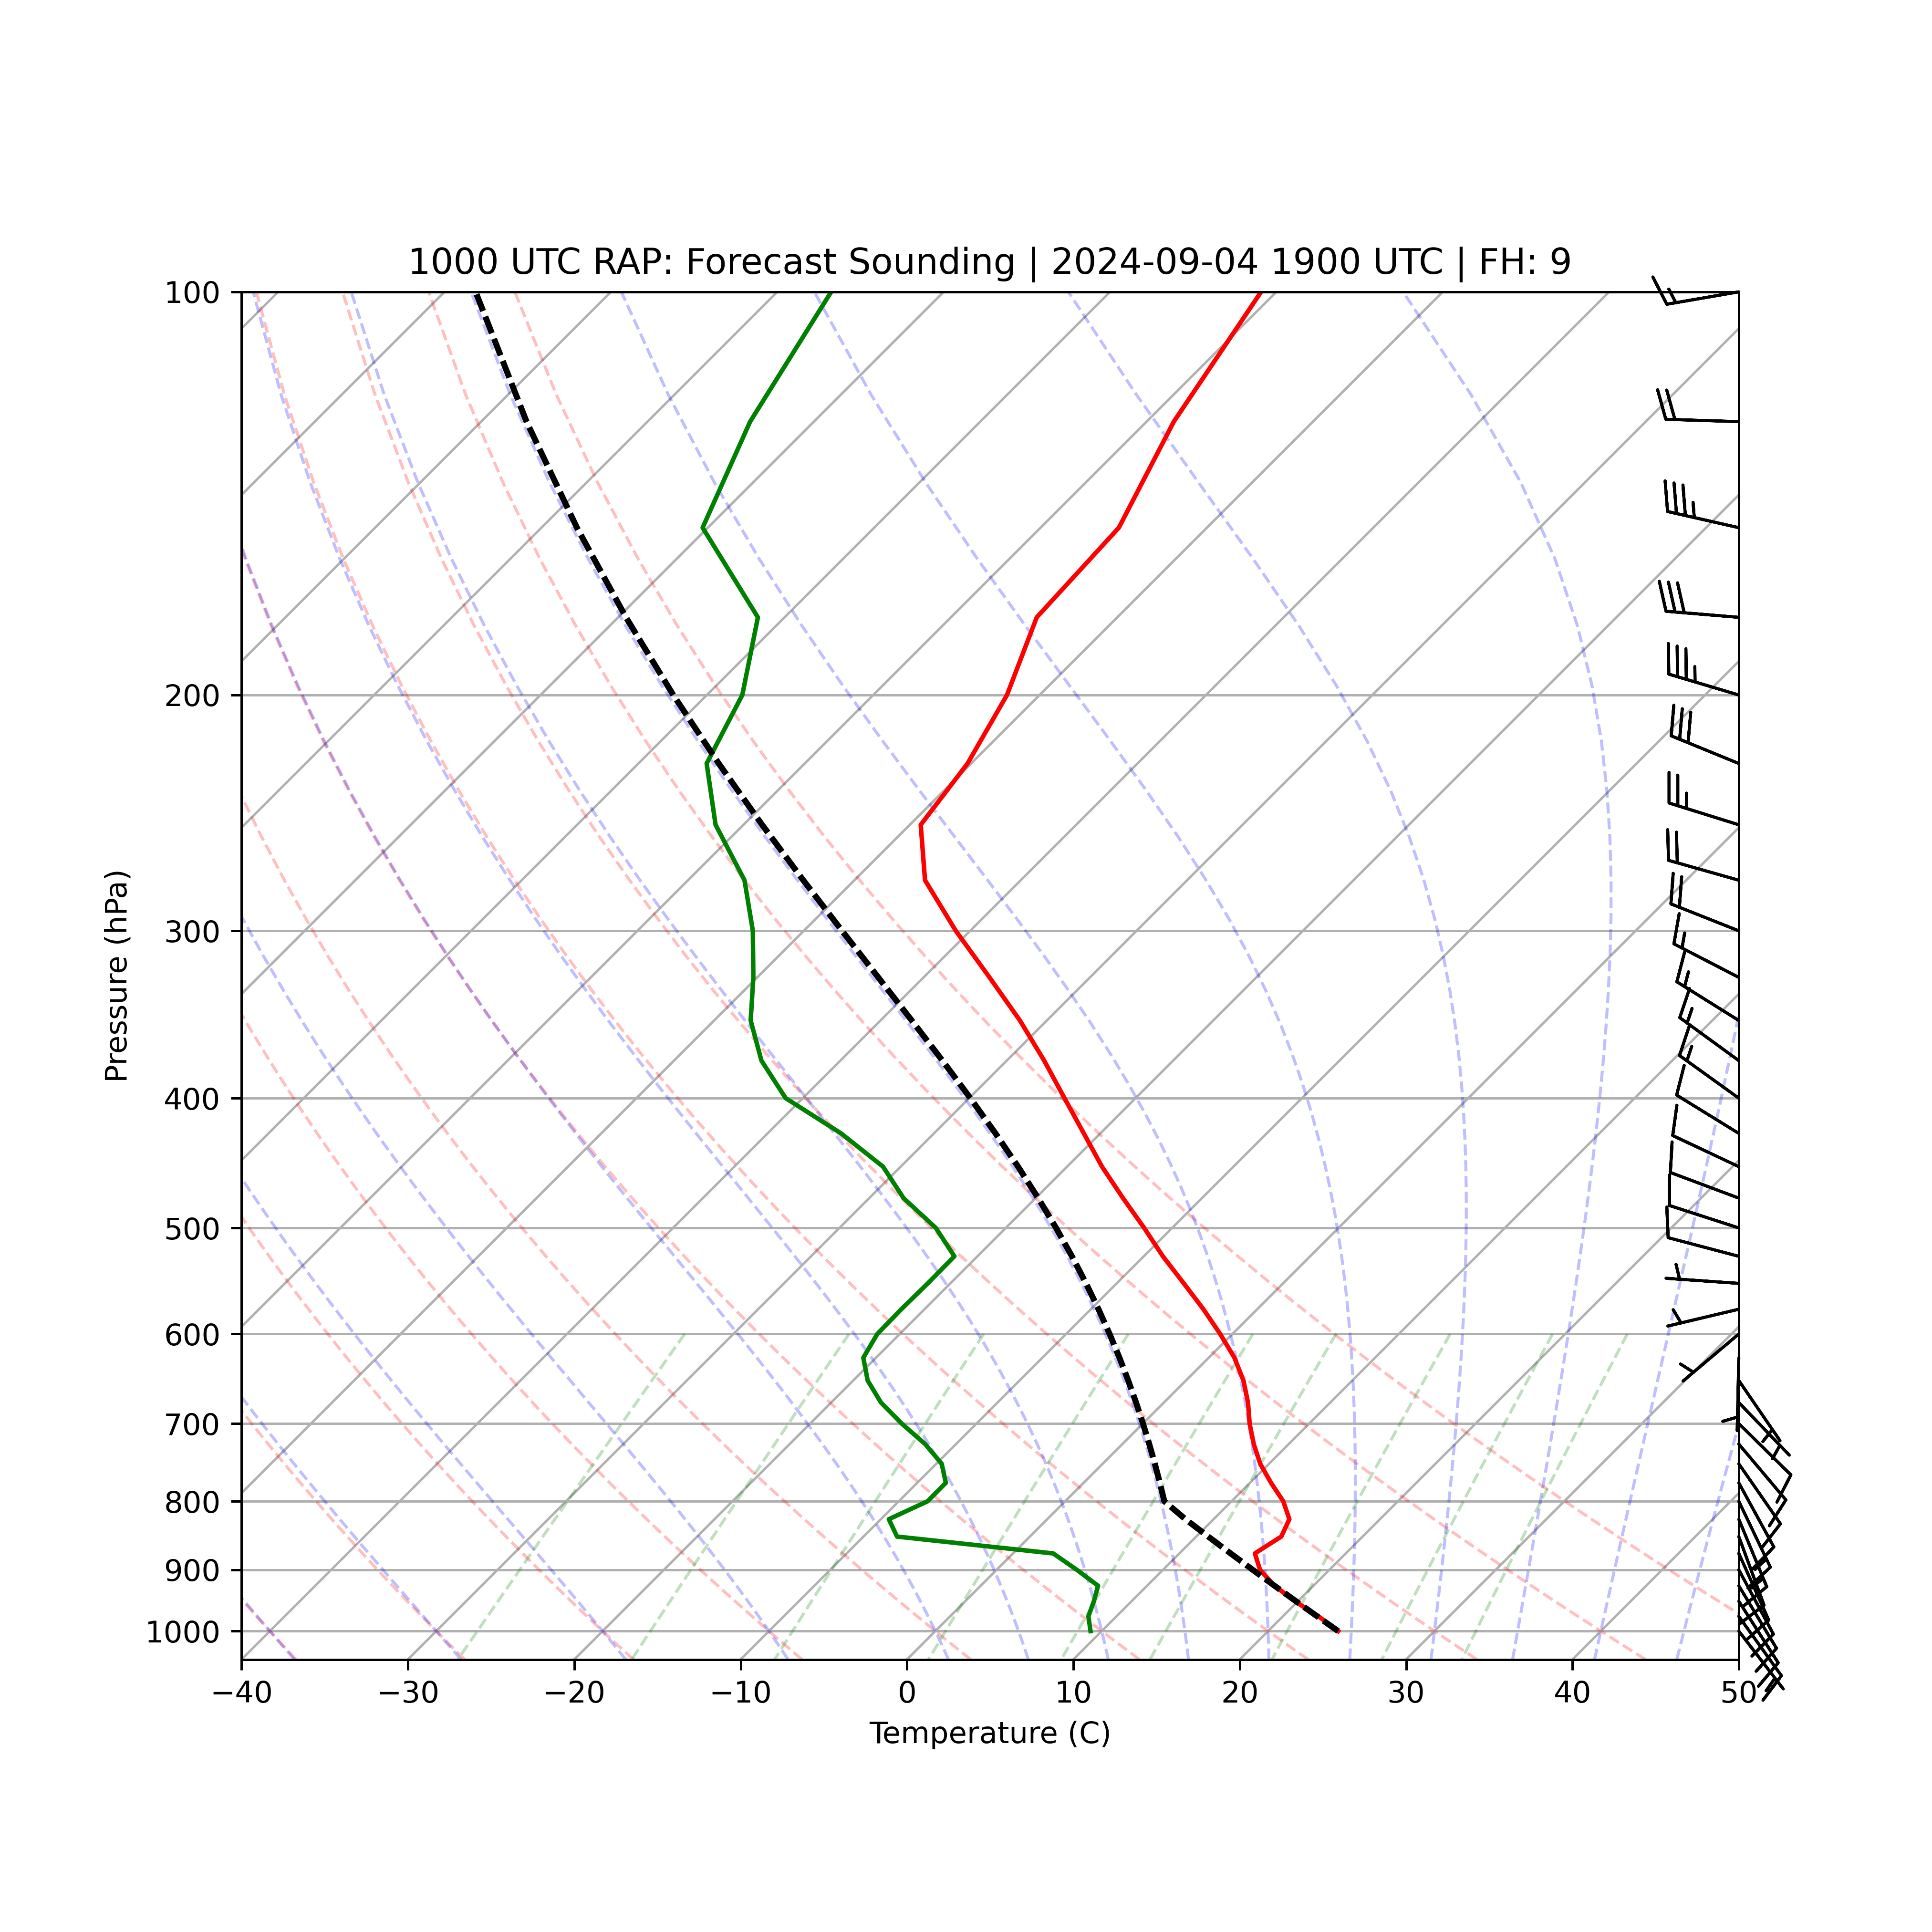 1000 UTC RAP: Forecast Sounding | 2024-09-04 1900 UTC | FH: 9
100
200
300
400
500
600
700
800
900
1000
Pressure (hPa)
−40 −30 −20 −10 0 10 20 30 40 50
Temperature (C)